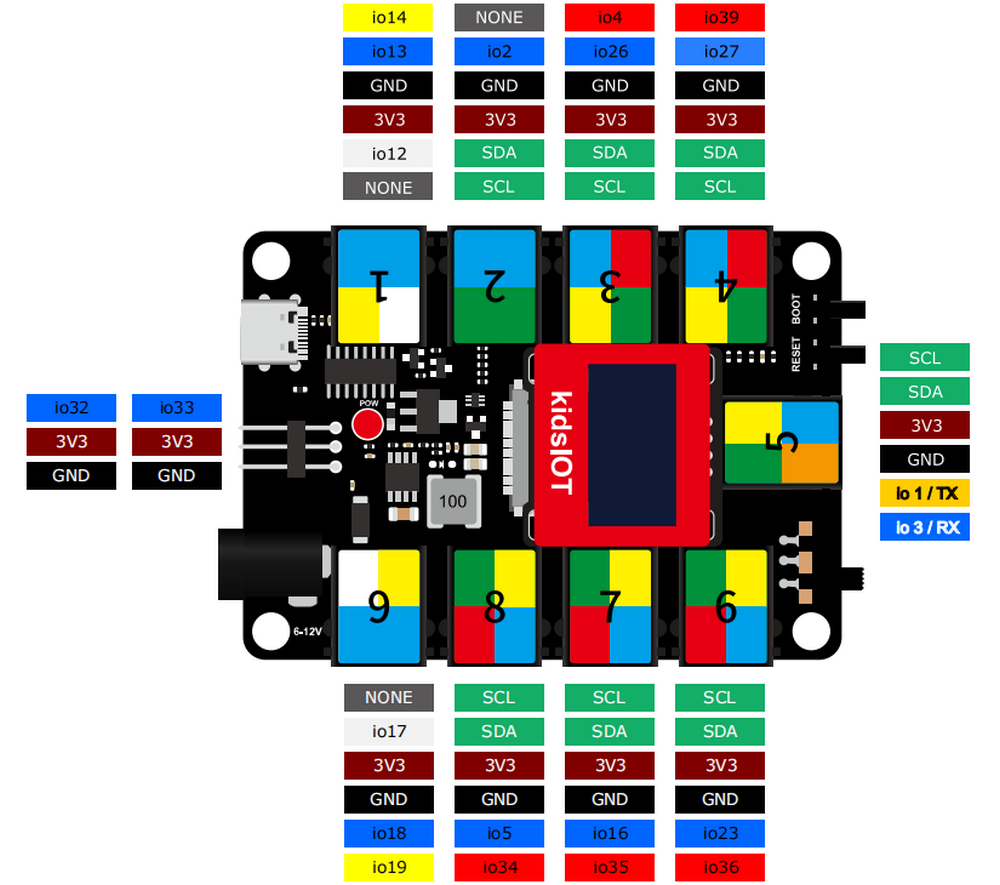 io14 NONE io4 io39
io13 io2 io26 io27
GND GND GND GND
3V3 3V3 3V3 3V3
io12 SDA SDA SDA
NONE SCL SCL SCL
1 2 3 4
BOOT
RESET
SCL
SDA
3V3
GND
Io 1 / TX
Io 3 / RX
5
io32 io33
3V3 3V3
GND GND
POW
100
kidsIOT
6-12V
9 8 7 6
NONE SCL SCL SCL
io17 SDA SDA SDA
3V3 3V3 3V3 3V3
GND GND GND GND
io18 io5 io16 io23
io19 io34 io35 io36